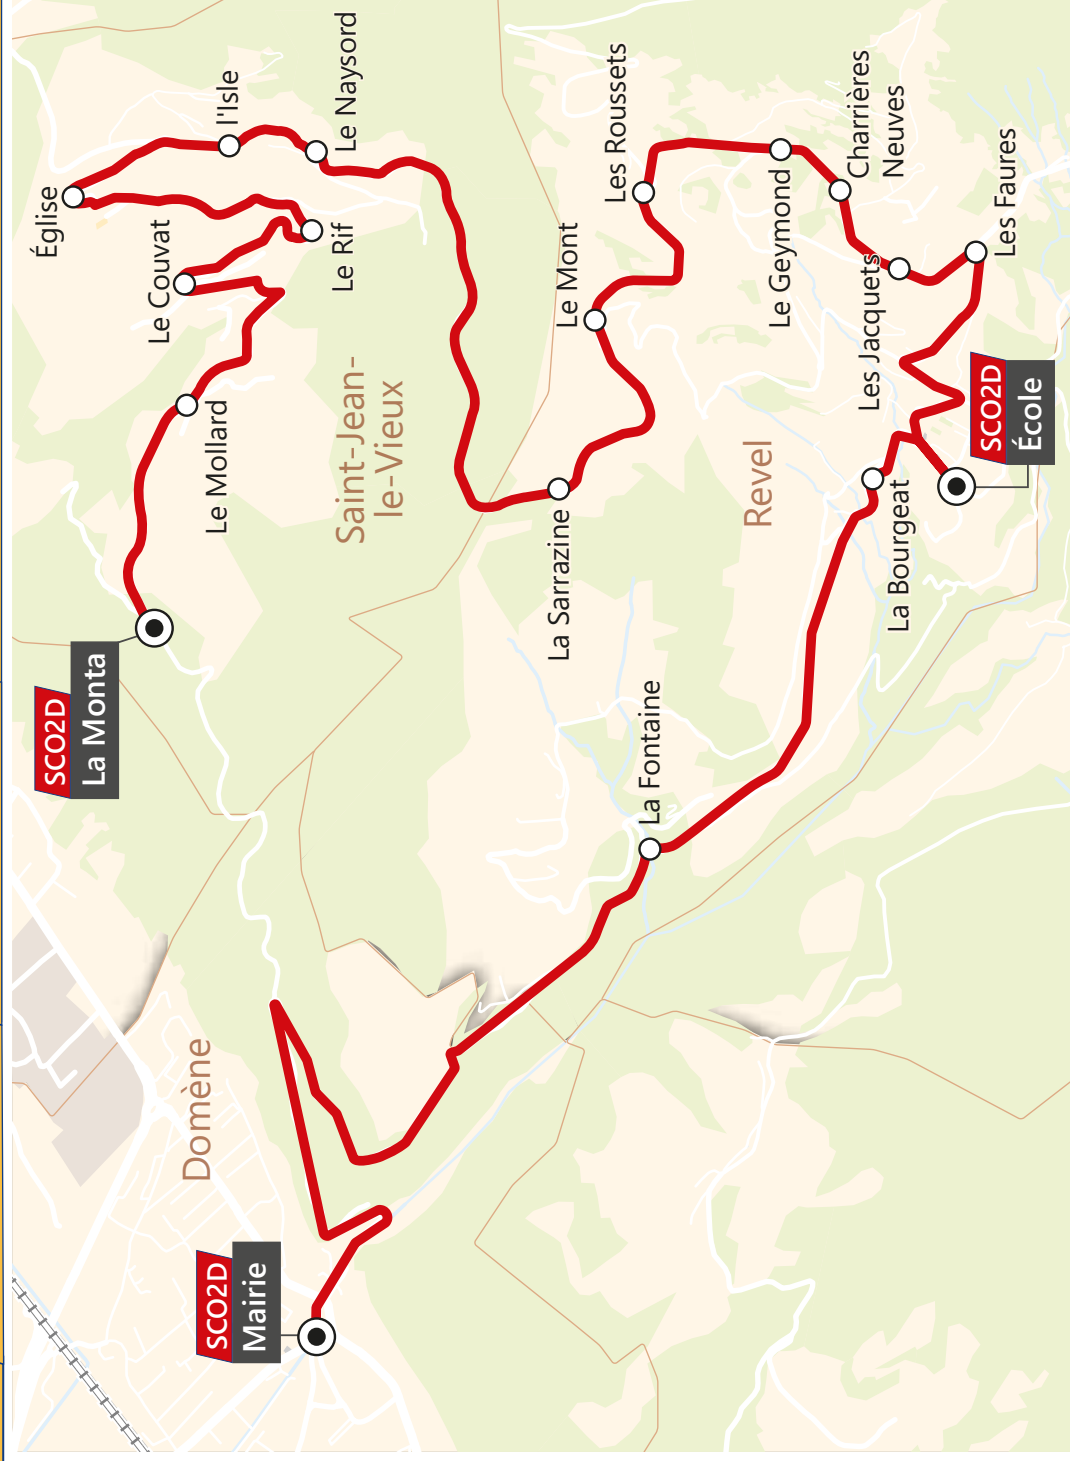 SCO2D
La Monta
Le Mollard
Le Couvat
Le Rif
Église
l'Isle
Le Naysord
Saint-Jean-
le-Vieux
La Sarrazine
Le Mont
Les Roussets
Le Geymond
Charrières
Neuves
Les Jacquets
Les Faures
SCO2D
École
Revel
La Bourgeat
La Fontaine
Domène
SCO2D
Mairie